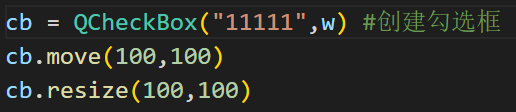 cb = QCheckBox("11111",w) #创建勾选框
cb.move(100,100)
cb.resize(100,100)